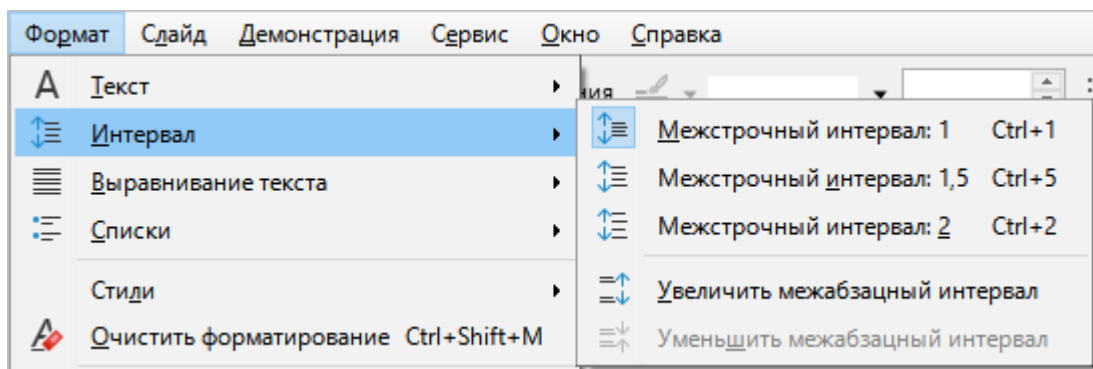 Формат Слайд Демонстрация Сервис Окно Справка
Текст
Интервал
Выравнивание текста
Списки
Стили
Очистить форматирование Ctrl+Shift+M
Межстрочный интервал: 1 Ctrl+1
Межстрочный интервал: 1,5 Ctrl+5
Межстрочный интервал: 2 Ctrl+2
Увеличить межабзацный интервал
Уменьшить межабзацный интервал